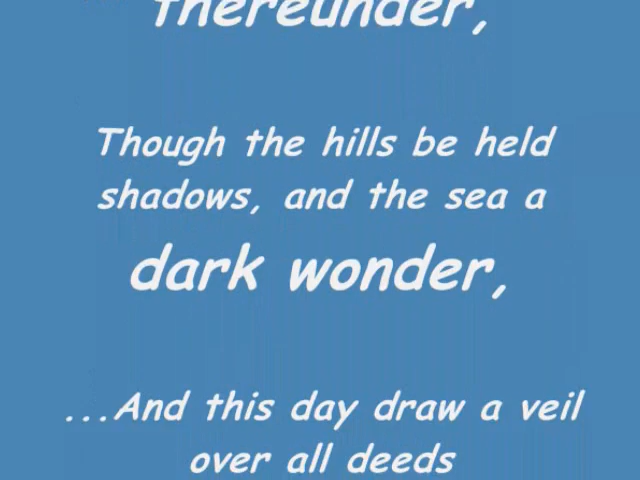 thereunder,
Though the hills be held
shadows, and the sea a
dark wonder,
...And this day draw a veil
over all deeds